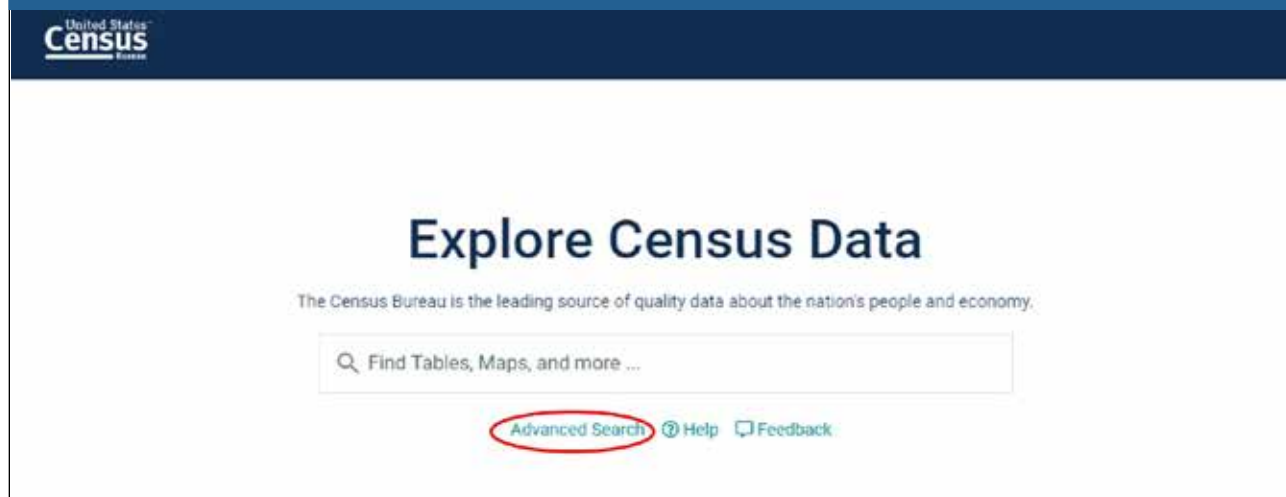 United States™
Census
Bureau
Explore Census Data
The Census Bureau is the leading source of quality data about the nation's people and economy.
Find Tables, Maps, and more ...
Advanced Search Help Feedback